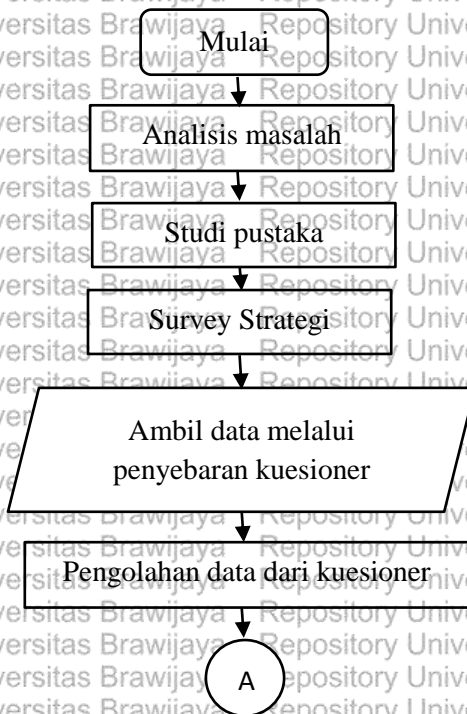 Mulai
Analisis masalah
Studi pustaka
Survey Strategi
Ambil data melalui
penyebaran kuesioner
Pengolahan data dari kuesioner
A